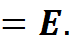 = E.